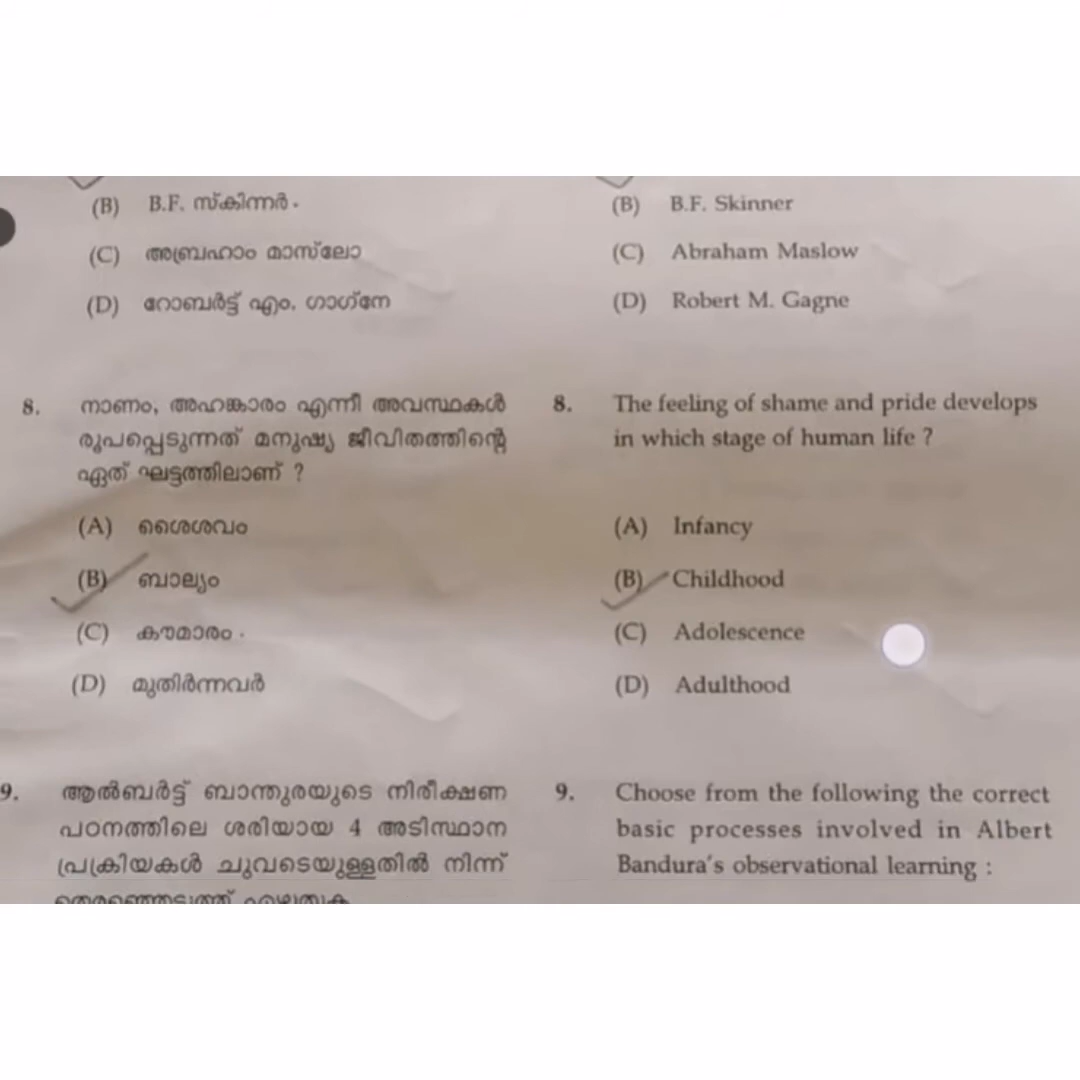 (B) B.F. സ്കിന്നർ.
(C) അബ്രഹാം മാസ്‌ലോ
(D) റോബർട്ട് എം. ഗാഗ്‌നേ
8. നാണം, അഹങ്കാരം എന്നീ അവസ്ഥകൾ
രൂപപ്പെടുന്നത് മനുഷ്യ ജീവിതത്തിന്റെ
ഏത് ഘട്ടത്തിലാണ് ?
(A) ശൈശവം
(B) ബാല്യം
(C) കൗമാരം.
(D) മുതിർന്നവർ
9. ആൽബർട്ട് ബാന്തുരയുടെ നിരീക്ഷണ
പഠനത്തിലെ ശരിയായ 4 അടിസ്ഥാന
പ്രക്രിയകൾ ചുവടെയുള്ളതിൽ നിന്ന്
(B) B.F. Skinner
(C) Abraham Maslow
(D) Robert M. Gagne
8. The feeling of shame and pride develops
in which stage of human life ?
(A) Infancy
(B) Childhood
(C) Adolescence
(D) Adulthood
9. Choose from the following the correct
basic processes involved in Albert
Bandura's observational learning :